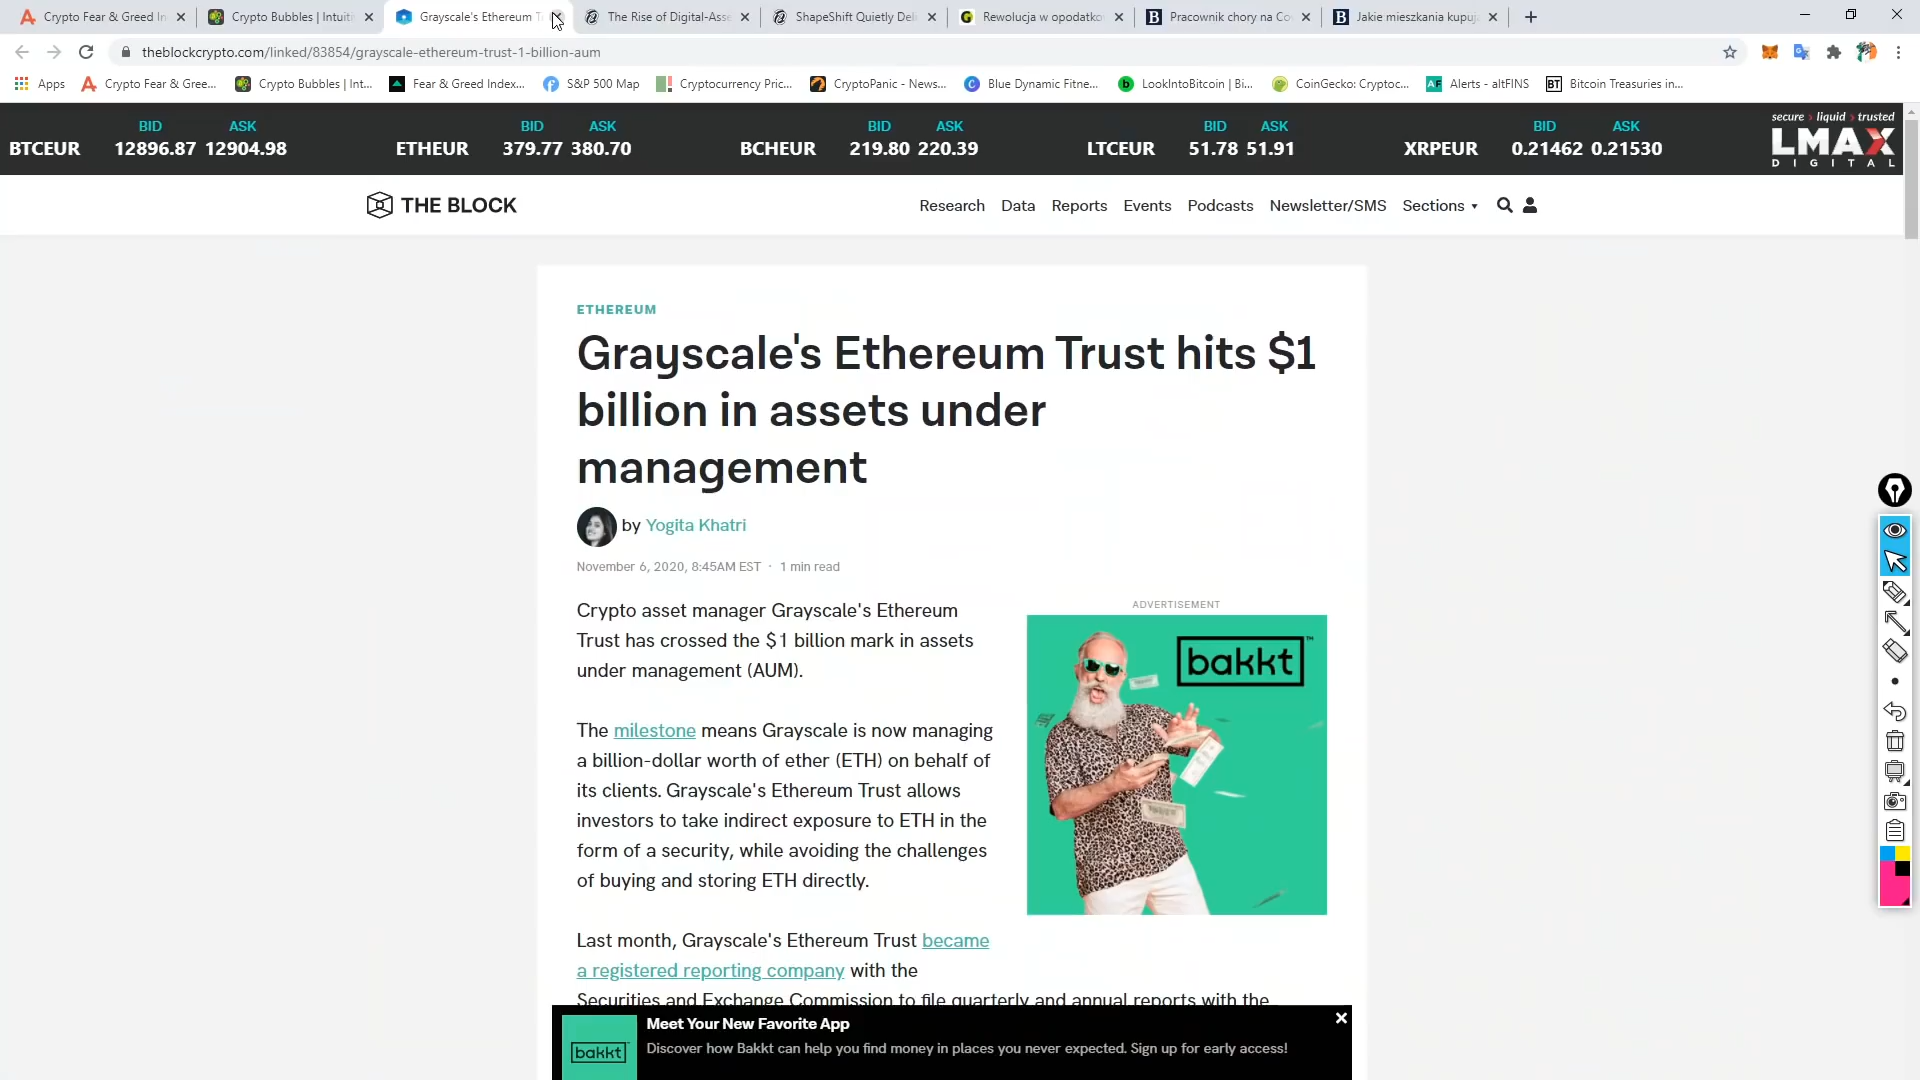 Crypto Fear & Greed In
Crypto Bubbles | Intuiti
Grayscale's Ethereum T
The Rise of Digital-Asse
ShapeShift Quietly Del
Rewolucja w opodatko
Pracownik chory na Co
Jakie mieszkania kupuj
theblockcrypto.com/linked/83854/grayscale-ethereum-trust-1-billion-aum
Apps
Crypto Fear & Gree...
Crypto Bubbles | Int...
Fear & Greed Index...
S&P 500 Map
Cryptocurrency Pric...
CryptoPanic - News...
Blue Dynamic Fitne...
LookIntoBitcoin | Bi...
CoinGecko: Cryptoc...
Alerts - altFINS
Bitcoin Treasuries in...
BID ASK BID ASK BID ASK BID ASK BID ASK
BTCEUR 12896.87 12904.98 ETHEUR 379.77 380.70 BCHEUR 219.80 220.39 LTCEUR 51.78 51.91 XRPEUR 0.21462 0.21530
secure › liquid › trusted
LMAX
DIGITAL
THE BLOCK
Research Data Reports Events Podcasts Newsletter/SMS Sections
ETHEREUM
Grayscale's Ethereum Trust hits $1
billion in assets under
management
by Yogita Khatri
November 6, 2020, 8:45AM EST · 1 min read
Crypto asset manager Grayscale's Ethereum
Trust has crossed the $1 billion mark in assets
under management (AUM).
The milestone means Grayscale is now managing
a billion-dollar worth of ether (ETH) on behalf of
its clients. Grayscale's Ethereum Trust allows
investors to take indirect exposure to ETH in the
form of a security, while avoiding the challenges
of buying and storing ETH directly.
ADVERTISEMENT
bakkt™
Last month, Grayscale's Ethereum Trust became
a registered reporting company with the
Securities and Exchange Commission to file quarterly and annual reports with the
bakkt
Meet Your New Favorite App
Discover how Bakkt can help you find money in places you never expected. Sign up for early access!